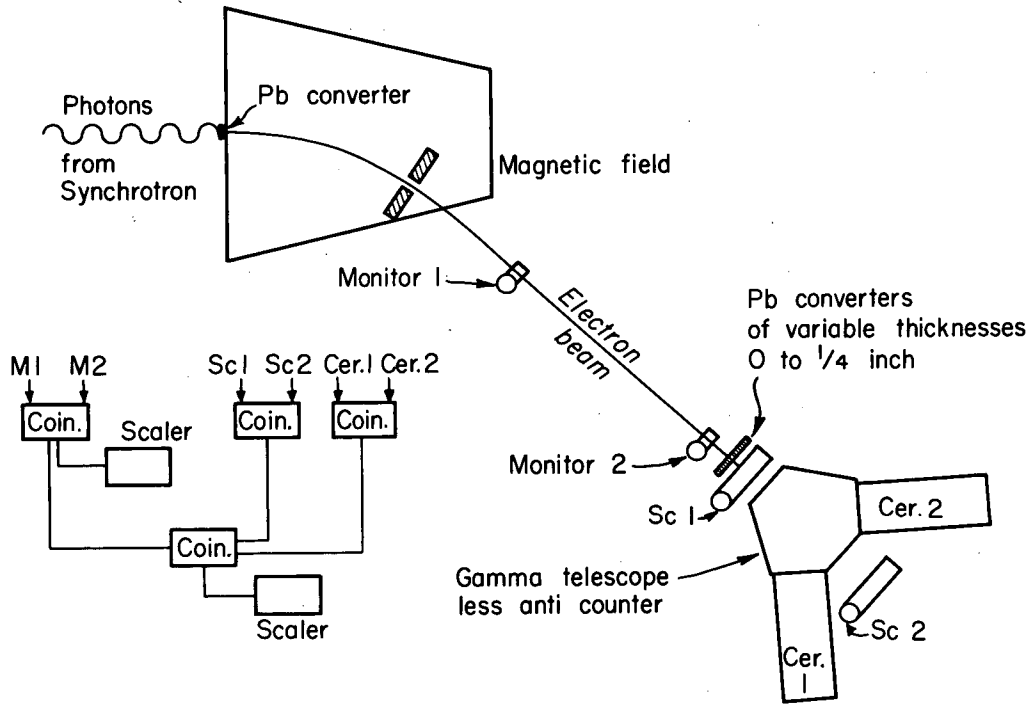 Photons
from
Synchrotron
Pb converter
Magnetic field
Monitor 1
Electron
beam
Pb converters
of variable thicknesses
0 to 1/4 inch
M1 M2
Sc1 Sc2 Cer.1 Cer.2
Coin.
Coin.
Coin.
Scaler
Monitor 2
Sc 1
Cer. 2
Coin.
Gamma telescope
less anti counter
Scaler
Sc 2
Cer.
1